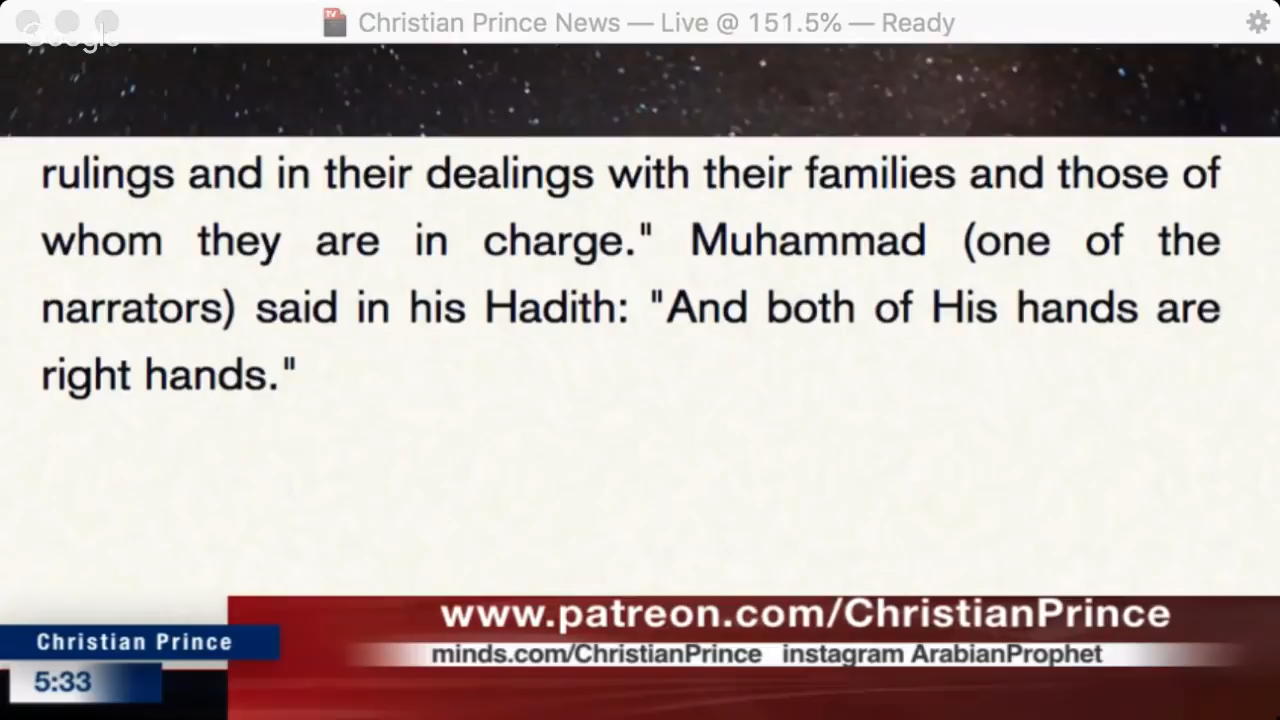 Christian Prince News — Live @ 151.5% — Ready
Google
rulings and in their dealings with their families and those of
whom they are in charge." Muhammad (one of the
narrators) said in his Hadith: "And both of His hands are
right hands."
www.patreon.com/ChristianPrince
Christian Prince
minds.com/ChristianPrince instagram ArabianProphet
5:33